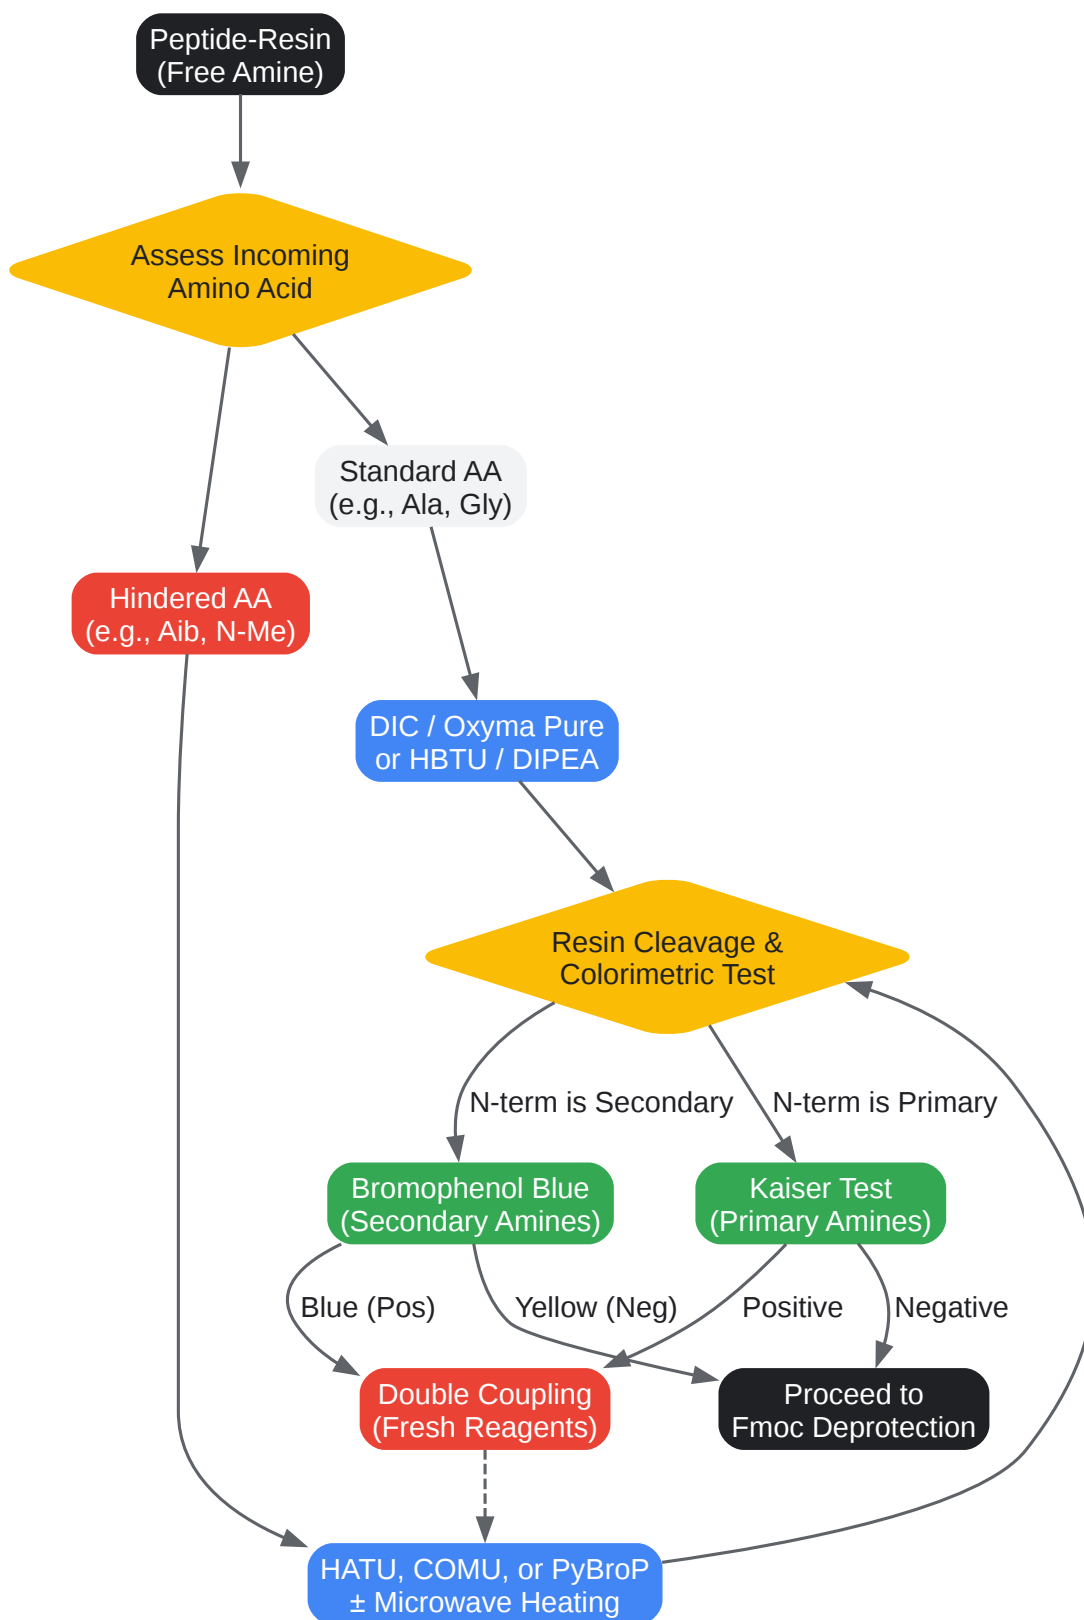 Peptide-Resin
(Free Amine)
Assess Incoming
Amino Acid
Standard AA
(e.g., Ala, Gly)
Hindered AA
(e.g., Aib, N-Me)
DIC / Oxyma Pure
or HBTU / DIPEA
Resin Cleavage &
Colorimetric Test
N-term is Secondary
N-term is Primary
Bromophenol Blue
(Secondary Amines)
Kaiser Test
(Primary Amines)
Blue (Pos)
Yellow (Neg)
Positive
Negative
Double Coupling
(Fresh Reagents)
Proceed to
Fmoc Deprotection
HATU, COMU, or PyBroP
± Microwave Heating